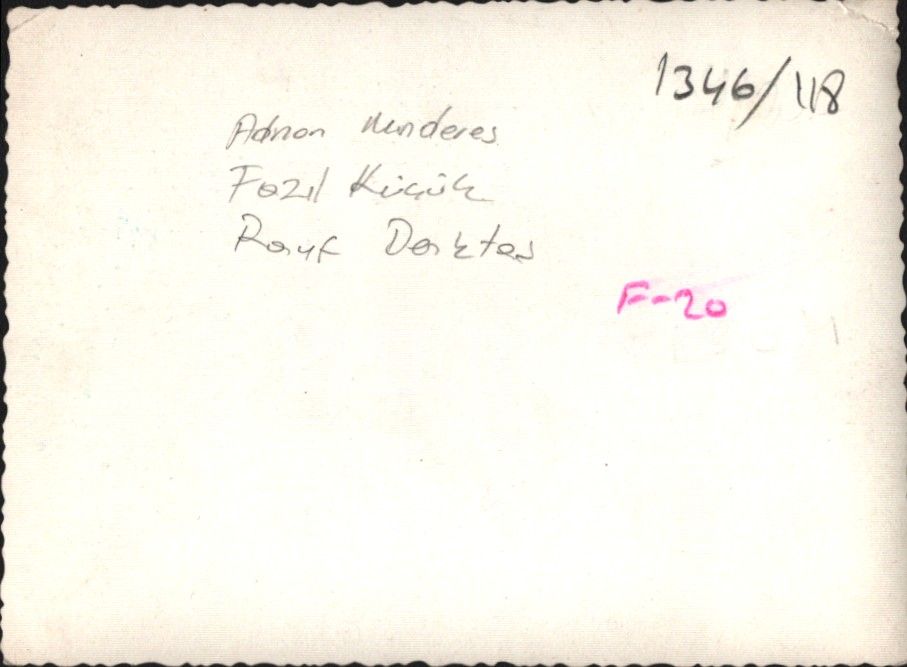 1346/118
Adnan Menderes
Fazıl Küçük
Rauf Denktaş
F-20